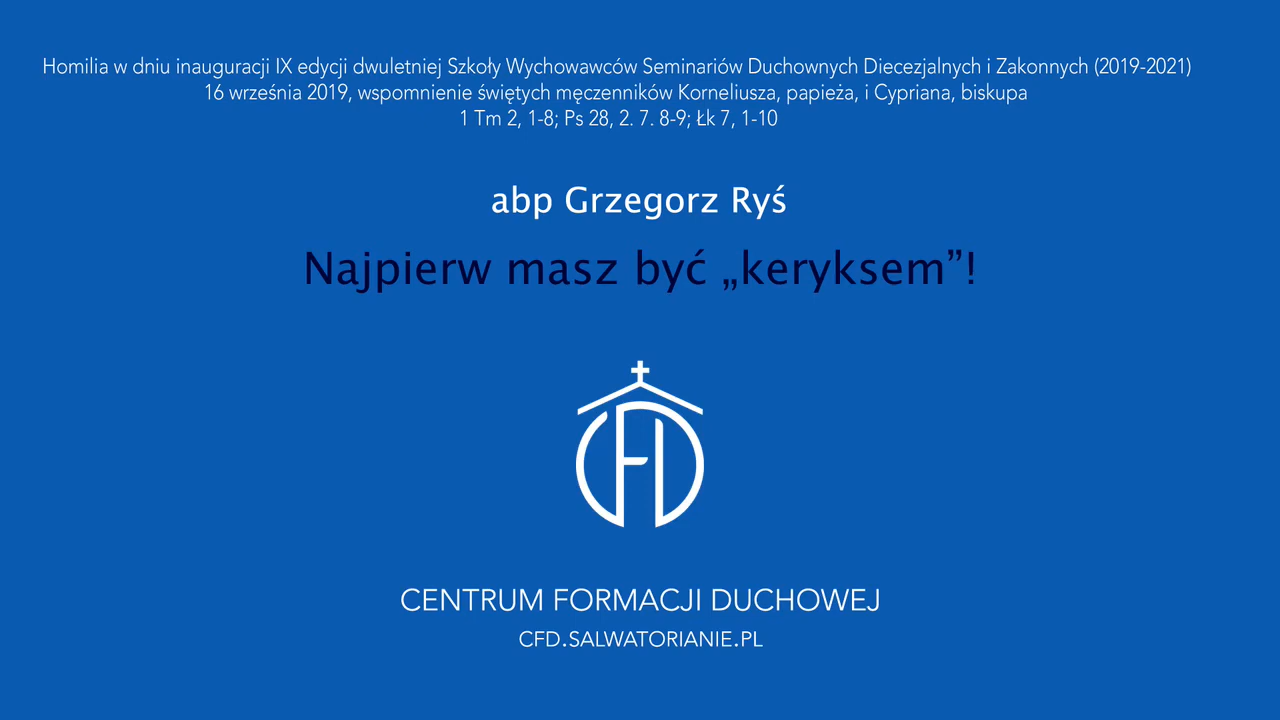 Homilia w dniu inauguracji IX edycji dwuletniej Szkoły Wychowawców Seminariów Duchownych Diecezjalnych i Zakonnych (2019-2021)
16 września 2019, wspomnienie świętych męczenników Korneliusza, papieża, i Cypriana, biskupa
1 Tm 2, 1-8; Ps 28, 2. 7. 8-9; Łk 7, 1-10
abp Grzegorz Ryś
Najpierw masz być „keryksem”!
CFD
CENTRUM FORMACJI DUCHOWEJ
CFD.SALWATORIANIE.PL